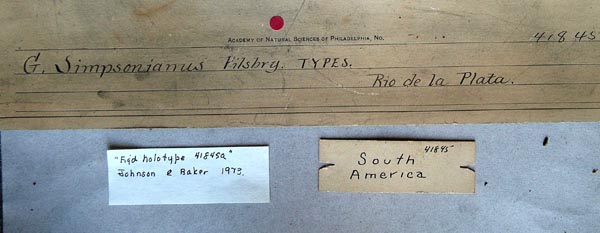 ACADEMY OF NATURAL SCIENCES OF PHILADELPHIA, NO. 41845
G. Simpsonianus Pilsbry. TYPES.
Rio de la Plata.
"Fig'd holotype 41845a"
Johnson & Baker 1973.
41845
South
America